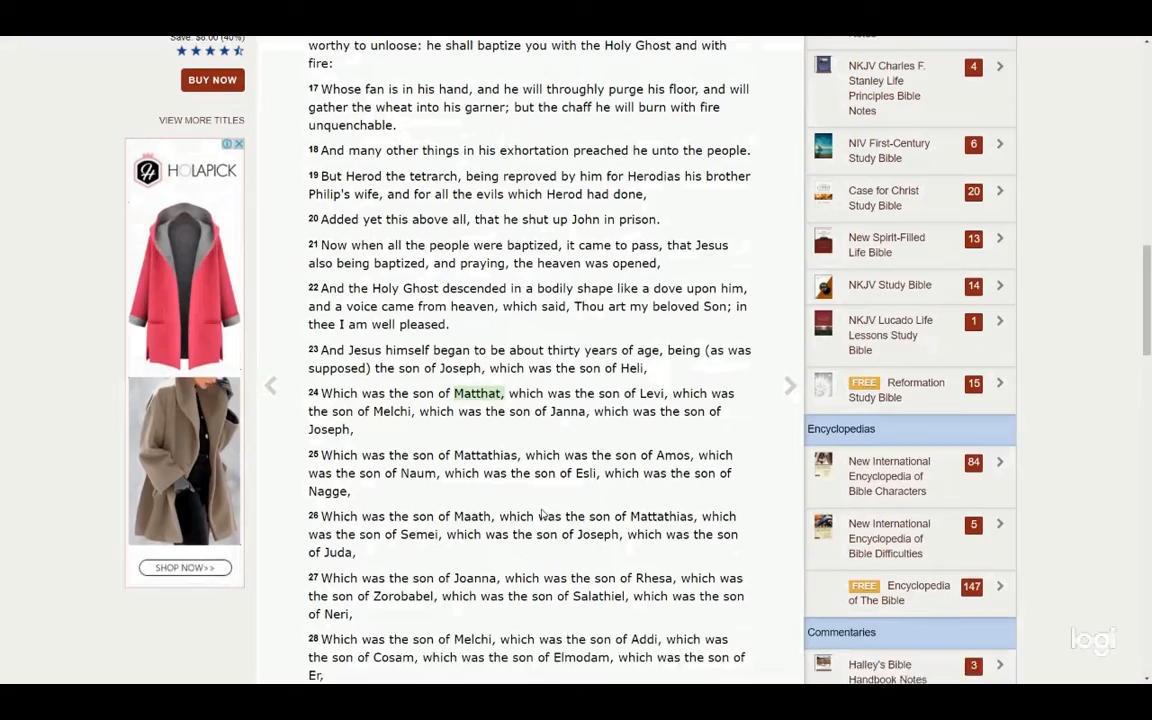 Save: $8.00 (40%)
BUY NOW
VIEW MORE TITLES
HOLAPICK
SHOP NOW>>
worthy to unloose: he shall baptize you with the Holy Ghost and with
fire:
17 Whose fan is in his hand, and he will throughly purge his floor, and will
gather the wheat into his garner; but the chaff he will burn with fire
unquenchable.
18 And many other things in his exhortation preached he unto the people.
19 But Herod the tetrarch, being reproved by him for Herodias his brother
Philip's wife, and for all the evils which Herod had done,
20 Added yet this above all, that he shut up John in prison.
21 Now when all the people were baptized, it came to pass, that Jesus
also being baptized, and praying, the heaven was opened,
22 And the Holy Ghost descended in a bodily shape like a dove upon him,
and a voice came from heaven, which said, Thou art my beloved Son; in
thee I am well pleased.
23 And Jesus himself began to be about thirty years of age, being (as was
supposed) the son of Joseph, which was the son of Heli,
24 Which was the son of Matthat, which was the son of Levi, which was
the son of Melchi, which was the son of Janna, which was the son of
Joseph,
25 Which was the son of Mattathias, which was the son of Amos, which
was the son of Naum, which was the son of Esli, which was the son of
Nagge,
26 Which was the son of Maath, which was the son of Mattathias, which
was the son of Semei, which was the son of Joseph, which was the son
of Juda,
27 Which was the son of Joanna, which was the son of Rhesa, which was
the son of Zorobabel, which was the son of Salathiel, which was the son
of Neri,
28 Which was the son of Melchi, which was the son of Addi, which was
the son of Cosam, which was the son of Elmodam, which was the son of
Er,
NKJV Charles F. 4
Stanley Life
Principles Bible
Notes
NIV First-Century 6
Study Bible
Case for Christ 20
Study Bible
New Spirit-Filled 13
Life Bible
NKJV Study Bible 14
NKJV Lucado Life 1
Lessons Study
Bible
FREE Reformation 15
Study Bible
Encyclopedias
New International 84
Encyclopedia of
Bible Characters
New International 5
Encyclopedia of
Bible Difficulties
FREE Encyclopedia 147
of The Bible
Commentaries
Halley's Bible 3
Handbook Notes
logi